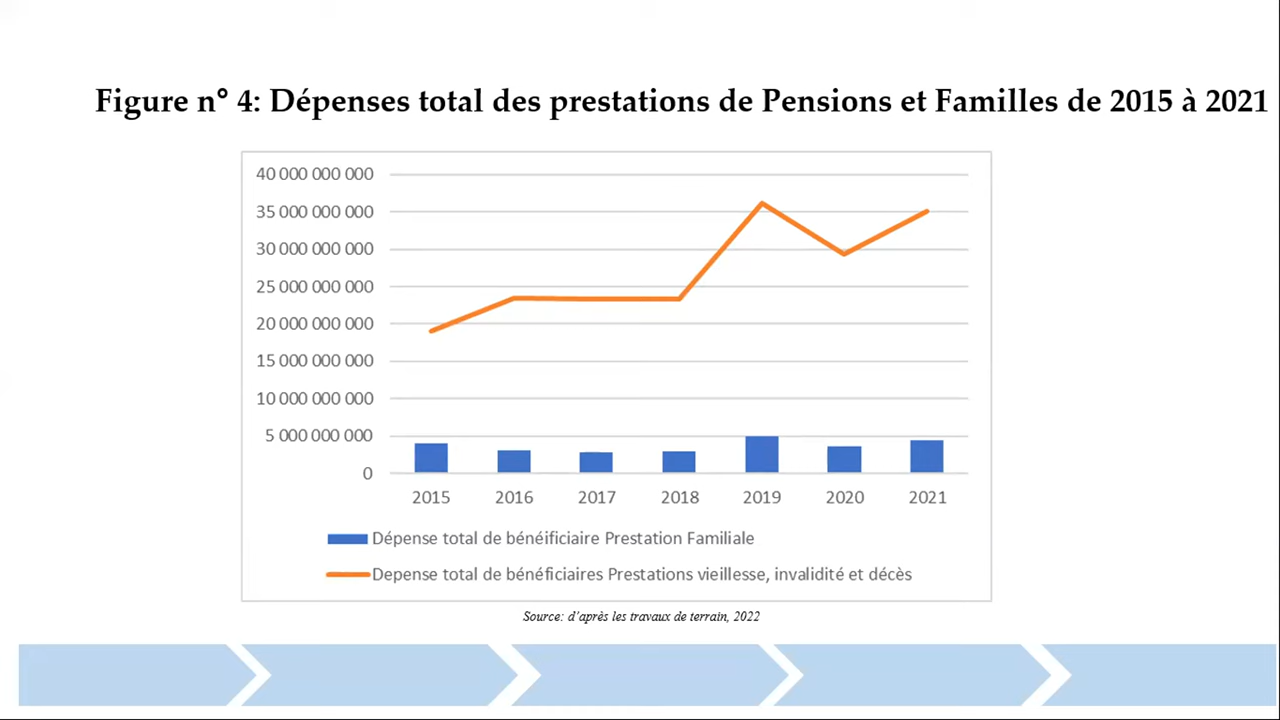 Figure n° 4: Dépenses total des prestations de Pensions et Familles de 2015 à 2021
40 000 000 000
35 000 000 000
30 000 000 000
25 000 000 000
20 000 000 000
15 000 000 000
10 000 000 000
5 000 000 000
0
2015 2016 2017 2018 2019 2020 2021
Dépense total de bénéificiaire Prestation Familiale
Depense total de bénéficiaires Prestations vieillesse, invalidité et décès
Source: d'après les travaux de terrain, 2022